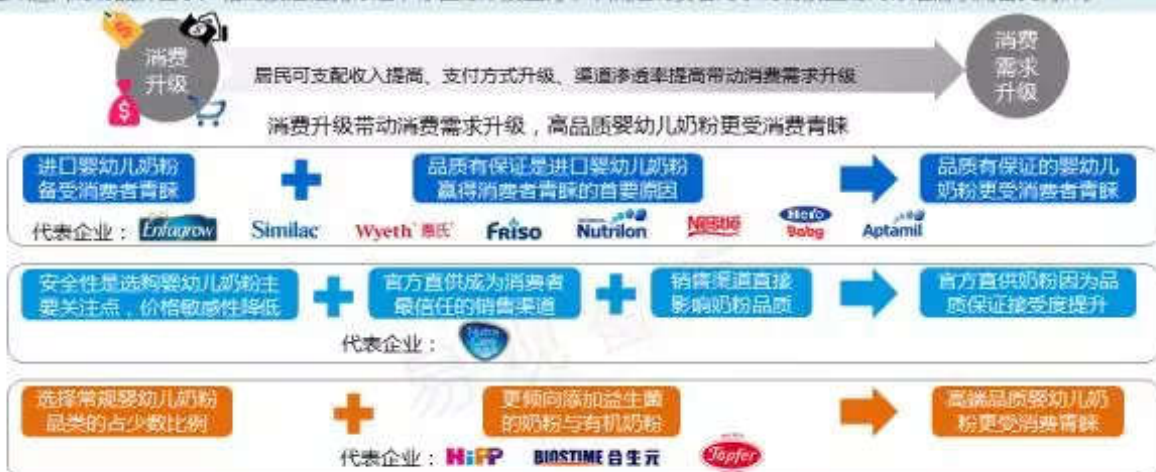 消费
升级
居民可支配收入提高、支付方式升级、渠道渗透率提高带动消费需求升级
消费
需求
升级
消费升级带动消费需求升级，高品质婴幼儿奶粉更受消费青睐
进口婴幼儿奶粉
备受消费者青睐
品质有保证是进口婴幼儿奶粉
赢得消费者青睐的首要原因
品质有保证的婴幼儿
奶粉更受消费者青睐
代表企业： Enfagrow Similac Wyeth 惠氏 FRISO Nutrilon Nestlé Hero Baby Aptamil
安全性是选购婴幼儿奶粉主
要关注点，价格敏感性降低
官方直供成为消费者
最信任的销售渠道
销售渠道直接
影响奶粉品质
官方直供奶粉因为品
质保证接受度提升
代表企业：
选择常规婴幼儿奶粉
品类的占少数比例
更倾向添加益生菌
的奶粉与有机奶粉
高端品质婴幼儿奶
粉更受消费青睐
代表企业： HiPP BIOSTIME 合生元 Töpfer